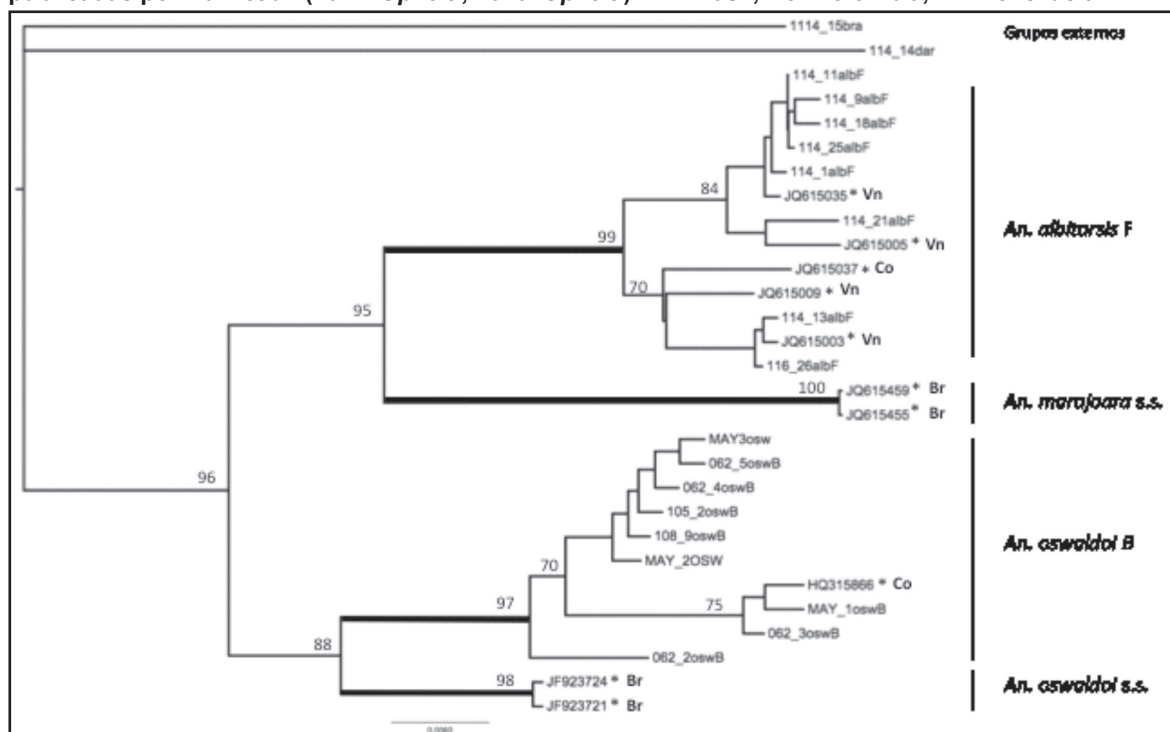 1114_15bra
Grupos externos
114_14dar
114_11albF
114_9albF
114_18albF
114_25albF
114_1albF
84
JQ615035 * Vn
114_21albF
An. albitarsis F
99
JQ615005 * Vn
JQ615037 * Co
70
JQ615009 * Vn
95
114_13albF
JQ615003 * Vn
116_26albF
100
JQ615459 * Br
An. marajoara s.s.
JQ615455 * Br
MAY3osw
062_5oswB
96
062_4oswB
105_2oswB
108_9oswB
An. oswaldoi B
MAY_2OSW
70
HQ315866 * Co
97
75
MAY_1oswB
062_3oswB
88
062_2oswB
98
JF923724 * Br
An. oswaldoi s.s.
JF923721 * Br